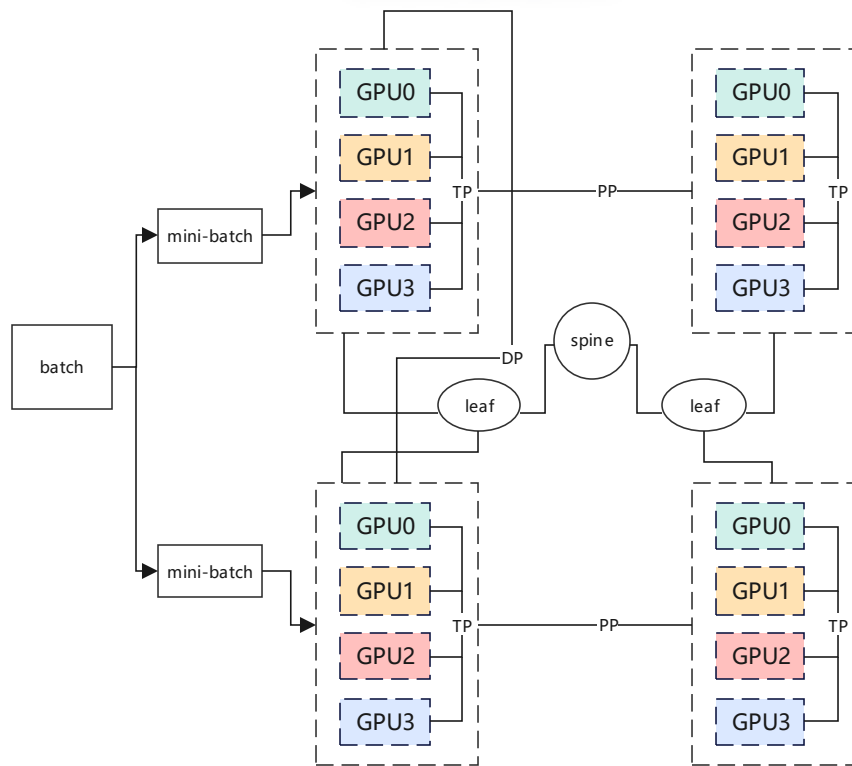 GPU0
GPU1
GPU2
GPU3
TP
PP
GPU0
GPU1
GPU2
GPU3
TP
mini-batch
batch
DP
spine
leaf
leaf
mini-batch
GPU0
GPU1
GPU2
GPU3
TP
PP
GPU0
GPU1
GPU2
GPU3
TP